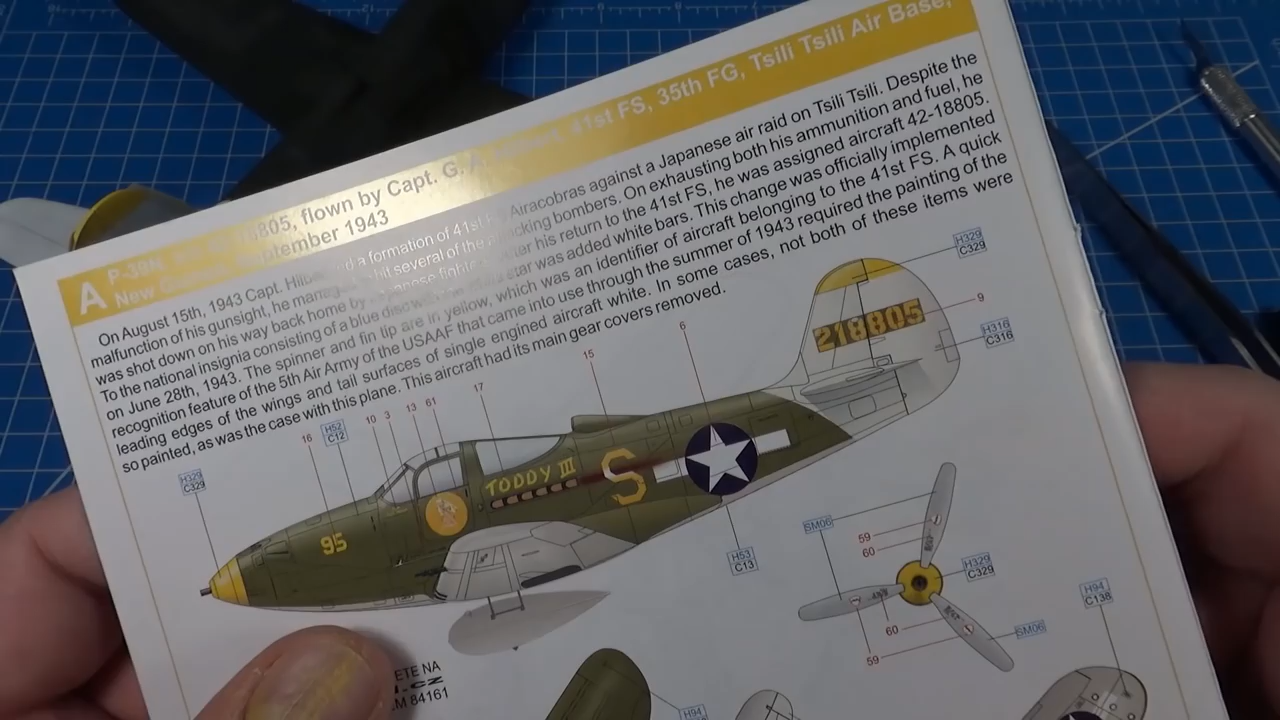 A
P-39N, 18805, flown by Capt. G. A. 41st FS, 35th FG, Tsili Tsili Air Base,
New September 1943
On August 15th, 1943 Capt. a formation of 41st Airacobras against a Japanese air raid on Tsili Tsili. Despite the
malfunction of his gunsight, he hit several of the bombers. On exhausting both his ammunition and fuel, he
was shot down on his way back home by fighter his return to the 41st FS, he was assigned aircraft 42-18805.
To the national insignia consisting of a blue disc star was added white bars. This change was officially implemented
on June 28th, 1943. The spinner and fin tip are in yellow, which was an identifier of aircraft belonging to the 41st FS. A quick
recognition feature of the 5th Air Army of the USAAF that came into use through the summer of 1943 required the painting of the
leading edges of the wings and tail surfaces of single engined aircraft white. In some cases, not both of these items were
so painted, as was the case with this plane. This aircraft had its main gear covers removed.
H329
C329
9
H316
C316
6
15
17
61
13
3
10
H52
C12
16
H329
C329
218805
TODDY III
S
95
H53
C13
SM06
59
60
H329
C329
60
59
SM06
H94
C138
ETE NA
.CZ
M 84161
H94